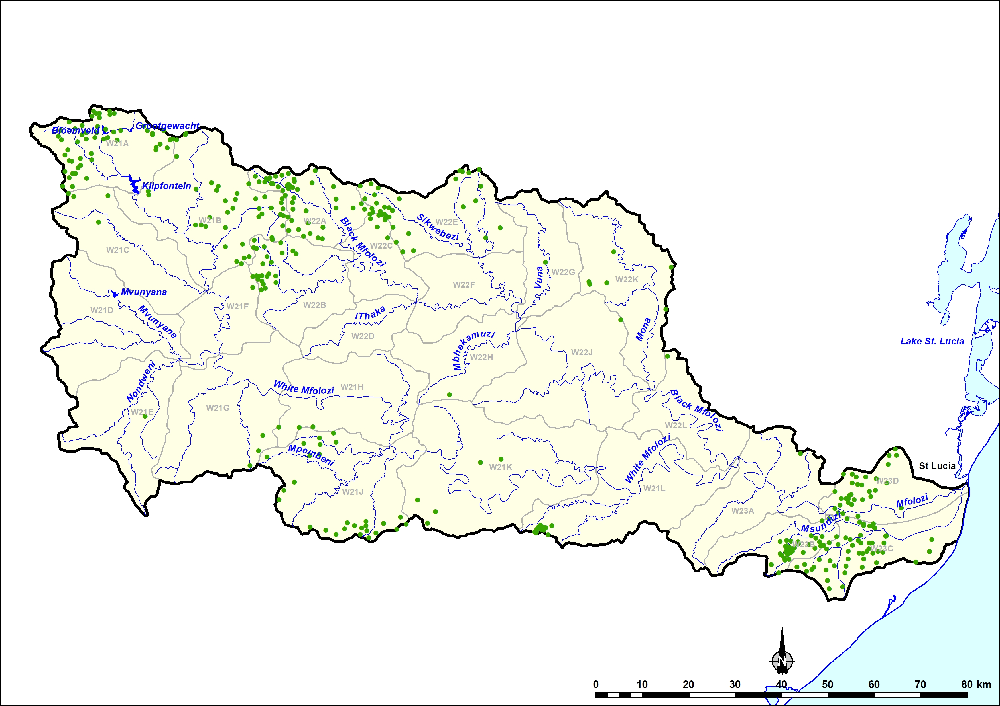 Grootgewacht
Bloemveld
W21A
Klipfontein
W21B
W22A
Black Mfolozi
Sikwebezi
W22E
W22C
W21C
Vuna
W22G
W22K
W22F
Mvunyana
W21D
Mvunyane
W21F
W22B
iThaka
W22D
Mbhekamuzi
W22H
W22J
Mona
Lake St. Lucia
Nondweni
White Mfolozi
W21H
W21G
W21E
Black Mfolozi
W22L
White Mfolozi
Mpembeni
W21K
St Lucia
W23D
W21J
W21L
Mfolozi
W23A
Msundizi
W23B
W23C
N
0 10 20 30 40 50 60 70 80 km